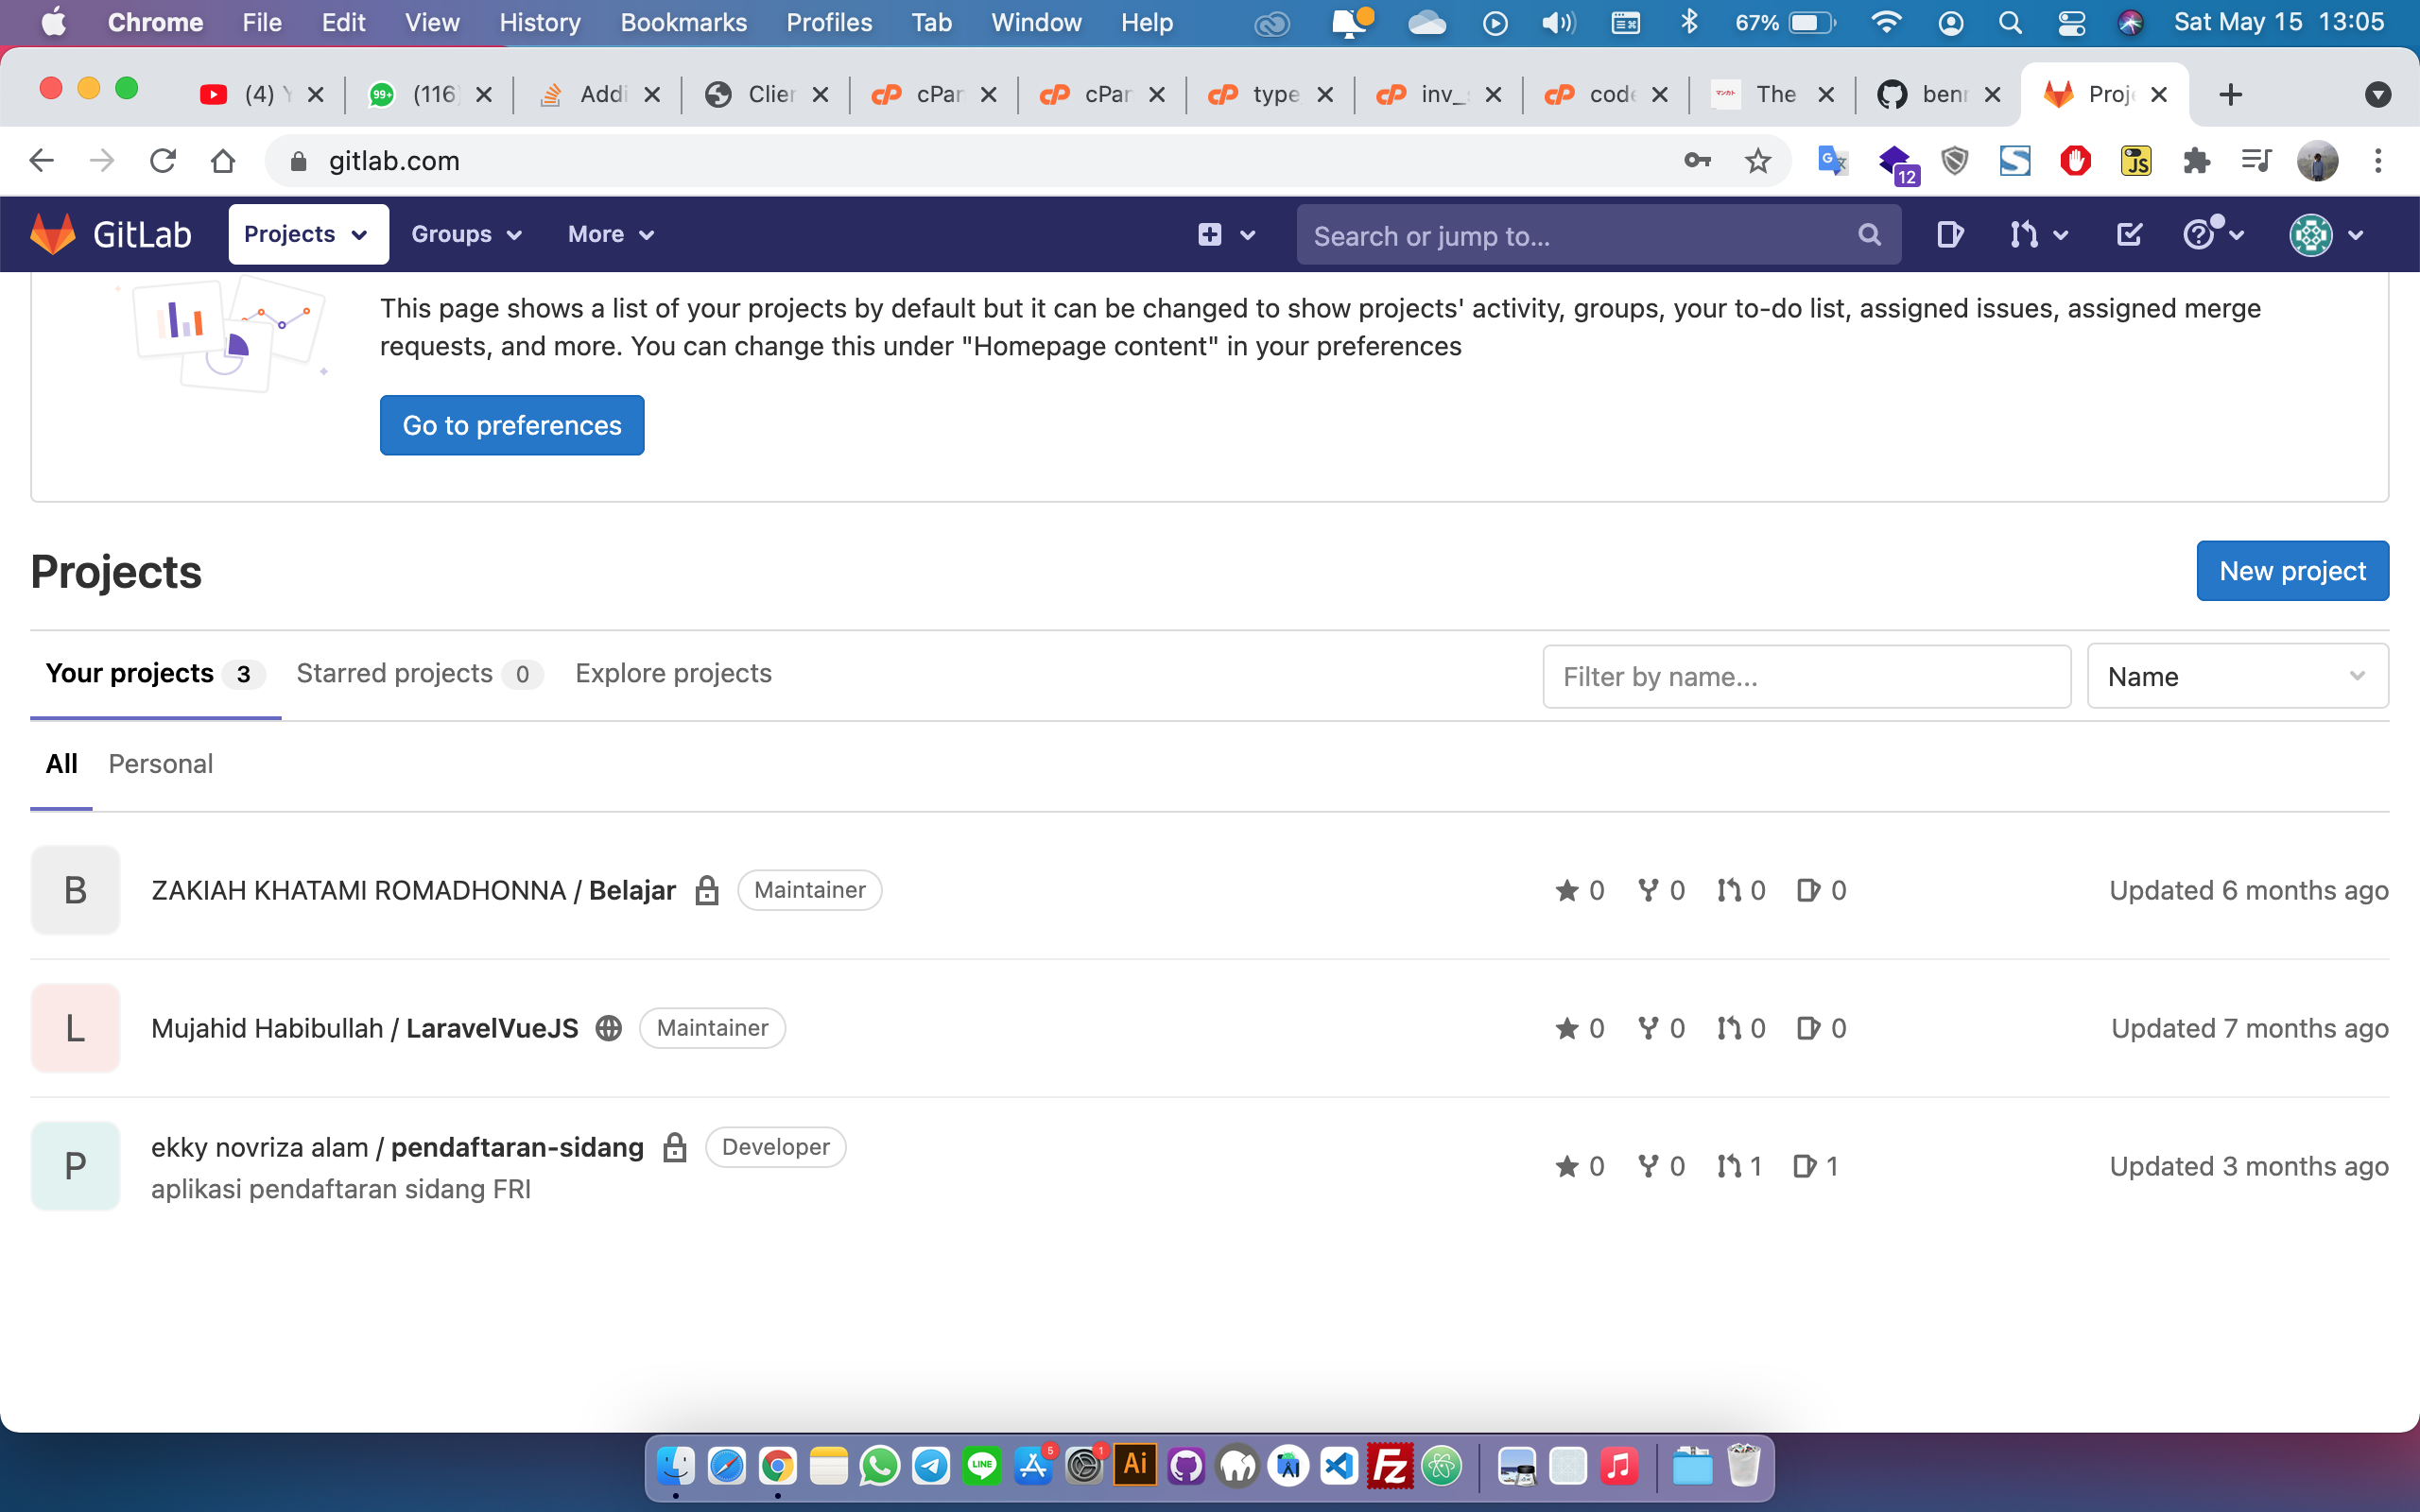 Chrome File Edit View History Bookmarks Profiles Tab Window Help 67% Sat May 15 13:05
(4) (116 Addi Clier cPar cPar type inv_ code The benr Proj
gitlab.com
12
GitLab Projects Groups More Search or jump to...
This page shows a list of your projects by default but it can be changed to show projects' activity, groups, your to-do list, assigned issues, assigned merge
requests, and more. You can change this under "Homepage content" in your preferences
Go to preferences
Projects
New project
Your projects 3 Starred projects 0 Explore projects Filter by name... Name
All Personal
B ZAKIAH KHATAMI ROMADHONNA / Belajar Maintainer 0 0 0 0 Updated 6 months ago
L Mujahid Habibullah / LaravelVueJS Maintainer 0 0 0 0 Updated 7 months ago
P ekky novriza alam / pendaftaran-sidang Developer 0 0 1 1 Updated 3 months ago
aplikasi pendaftaran sidang FRI
LINE 5 1 Ai Fz